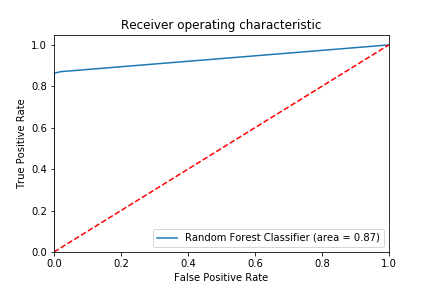 Receiver operating characteristic
True Positive Rate
1.0
0.8
0.6
0.4
0.2
0.0
Random Forest Classifier (area = 0.87)
0.0 0.2 0.4 0.6 0.8 1.0
False Positive Rate